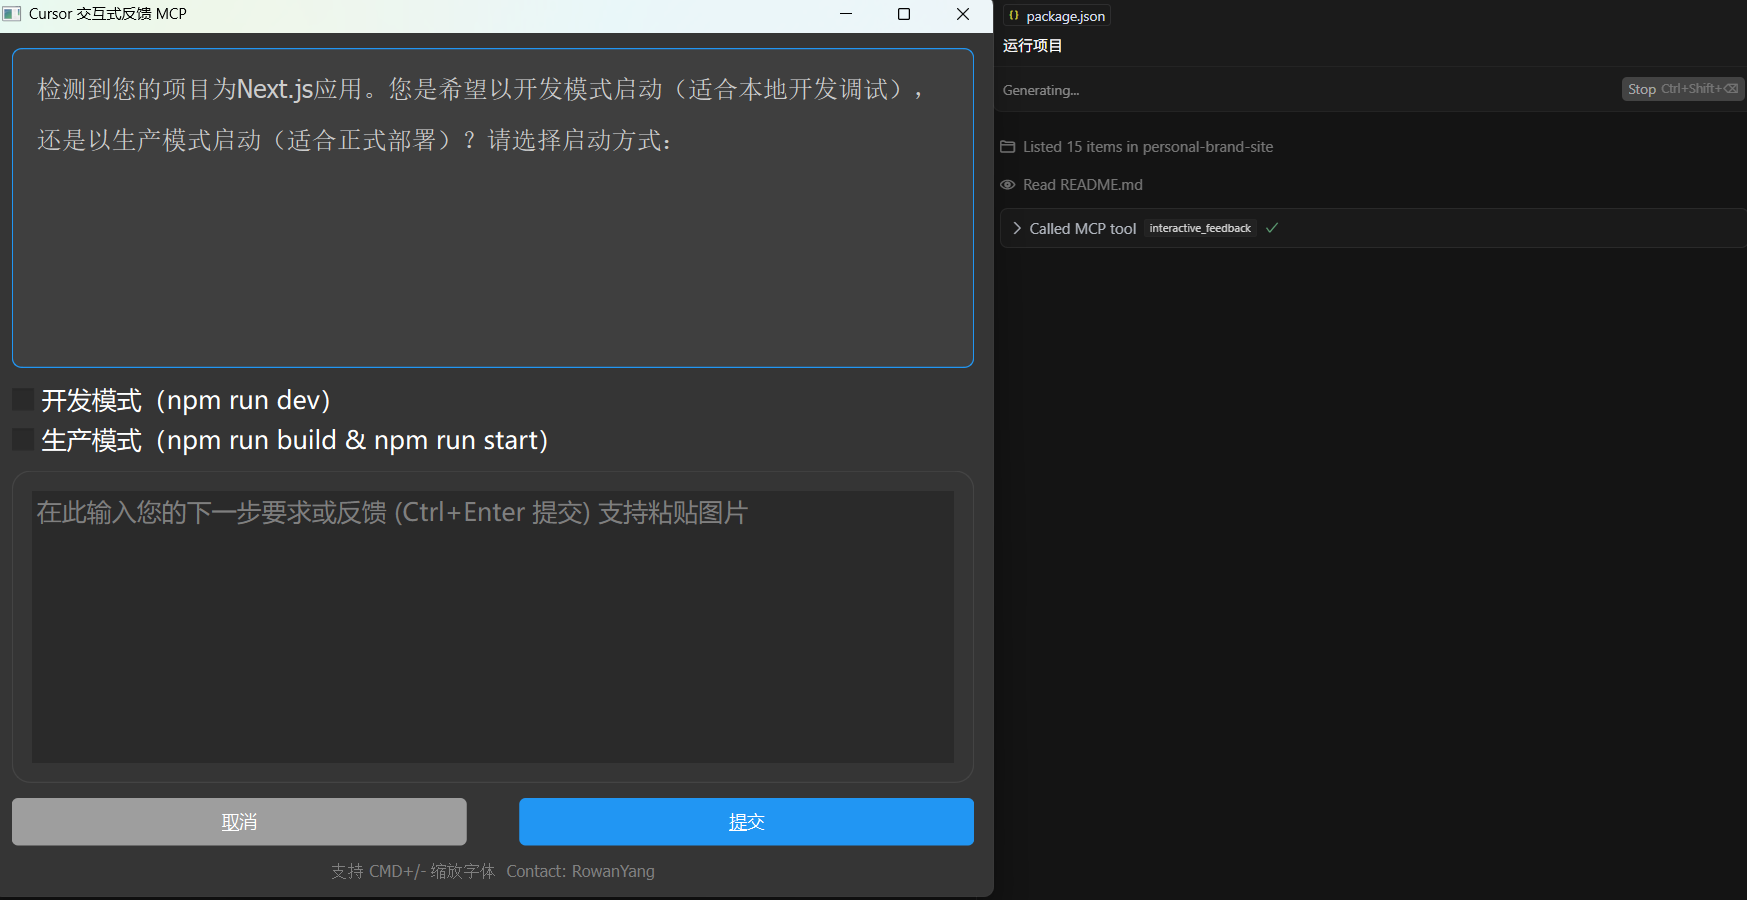 Cursor 交互式反馈 MCP
检测到您的项目为Next.js应用。您是希望以开发模式启动（适合本地开发调试），
还是以生产模式启动（适合正式部署）？请选择启动方式：
开发模式（npm run dev）
生产模式（npm run build & npm run start）
在此输入您的下一步要求或反馈 (Ctrl+Enter 提交) 支持粘贴图片
取消
提交
支持 CMD+/- 缩放字体 Contact: RowanYang
{} package.json
运行项目
Generating...
Stop Ctrl+Shift+⌫
Listed 15 items in personal-brand-site
Read README.md
Called MCP tool interactive_feedback